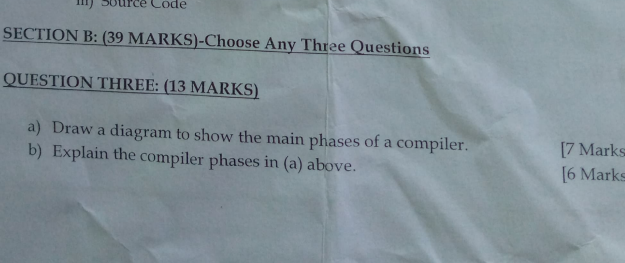 iii) Source Code
SECTION B: (39 MARKS)-Choose Any Three Questions
QUESTION THREE: (13 MARKS)
a) Draw a diagram to show the main phases of a compiler. [7 Marks
b) Explain the compiler phases in (a) above. [6 Marks